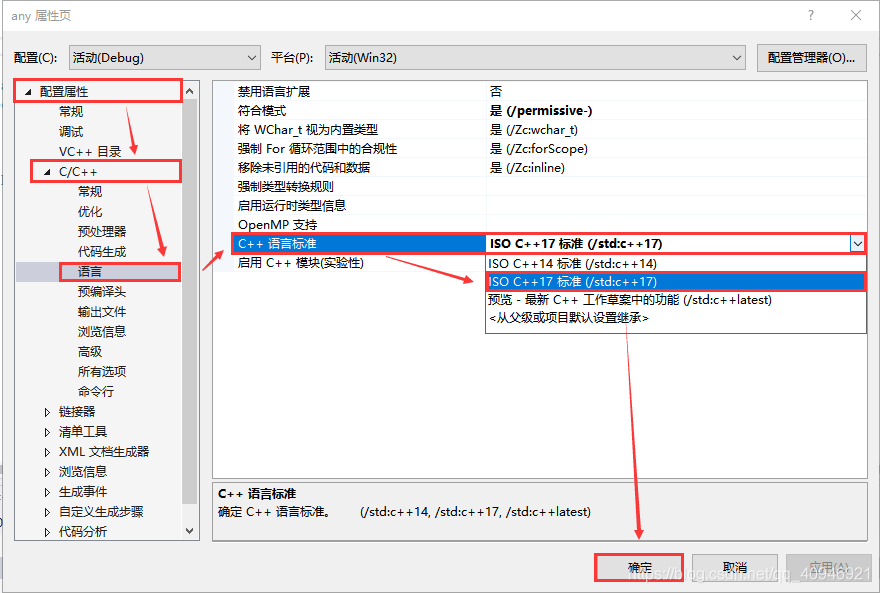 any 属性页
配置(C): 活动(Debug) 平台(P): 活动(Win32) 配置管理器(O)...
配置属性
常规
调试
VC++ 目录
C/C++
常规
优化
预处理器
代码生成
语言
预编译头
输出文件
浏览信息
高级
所有选项
命令行
链接器
清单工具
XML 文档生成器
浏览信息
生成事件
自定义生成步骤
代码分析
禁用语言扩展 否
符合模式 是 (/permissive-)
将 WChar_t 视为内置类型 是 (/Zc:wchar_t)
强制 For 循环范围中的合规性 是 (/Zc:forScope)
移除未引用的代码和数据 是 (/Zc:inline)
强制类型转换规则
启用运行时类型信息
OpenMP 支持
C++ 语言标准 ISO C++17 标准 (/std:c++17)
启用 C++ 模块(实验性)
ISO C++14 标准 (/std:c++14)
ISO C++17 标准 (/std:c++17)
预览 - 最新 C++ 工作草案中的功能 (/std:c++latest)
<从父级或项目默认设置继承>
C++ 语言标准
确定 C++ 语言标准。 (/std:c++14, /std:c++17, /std:c++latest)
确定 取消 应用(A)
https://blog.csdn.net/qq_40946921